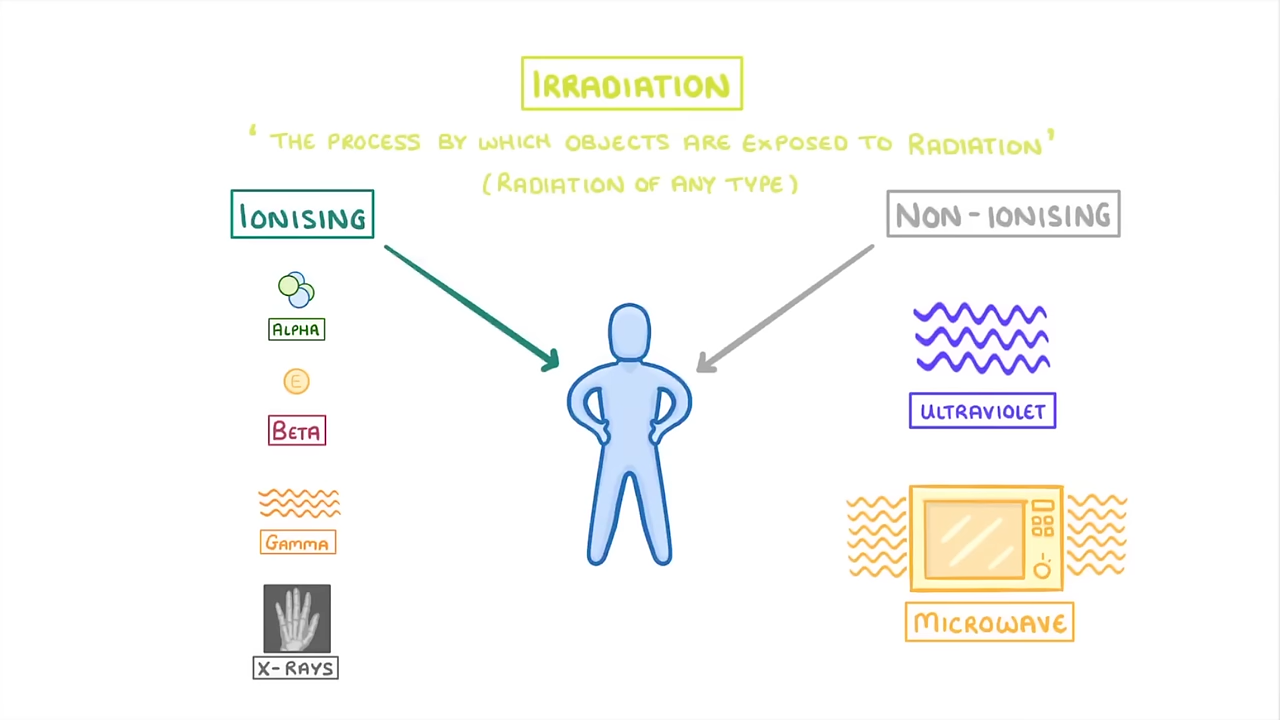 IRRADIATION
‘ THE PROCESS BY WHICH OBJECTS ARE EXPOSED TO RADIATION’
(RADIATION OF ANY TYPE)
IONISING
NON-IONISING
ALPHA
E
BETA
GAMMA
X-RAYS
ULTRAVIOLET
MICROWAVE